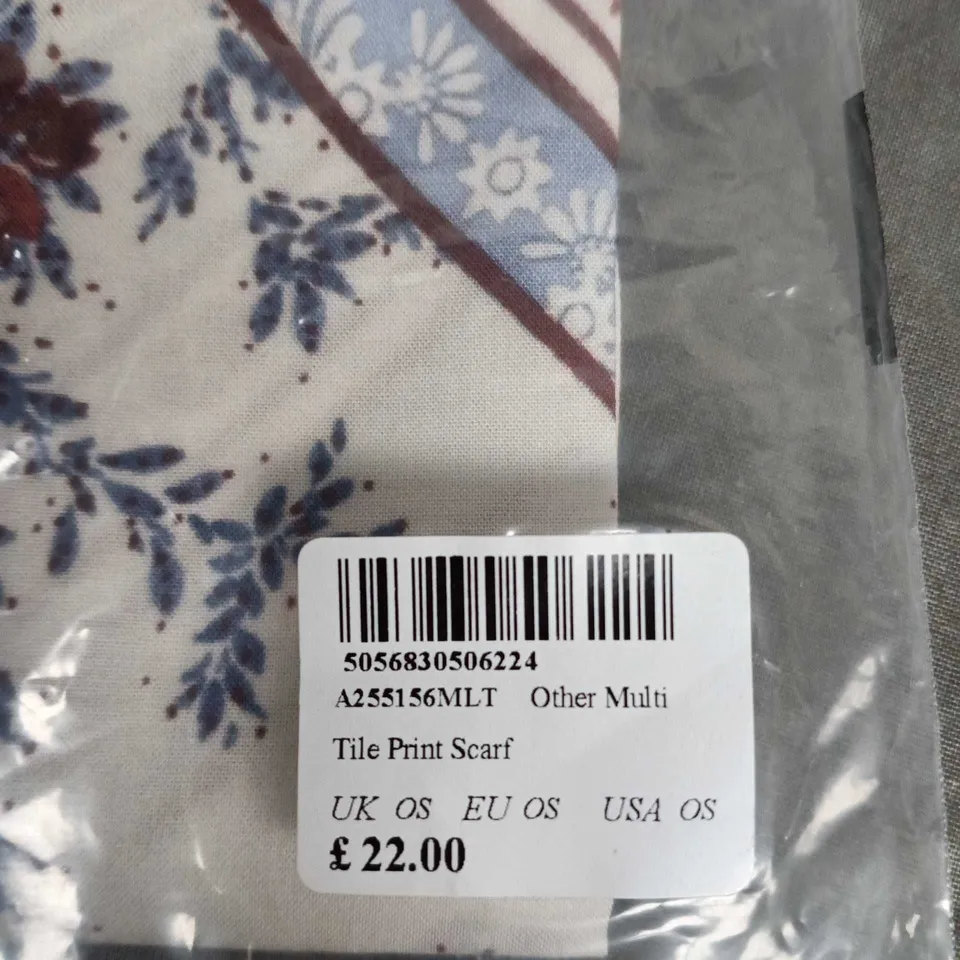 5056830506224
A255156MLT Other Multi
Tile Print Scarf
UK OS EU OS USA OS
£ 22.00